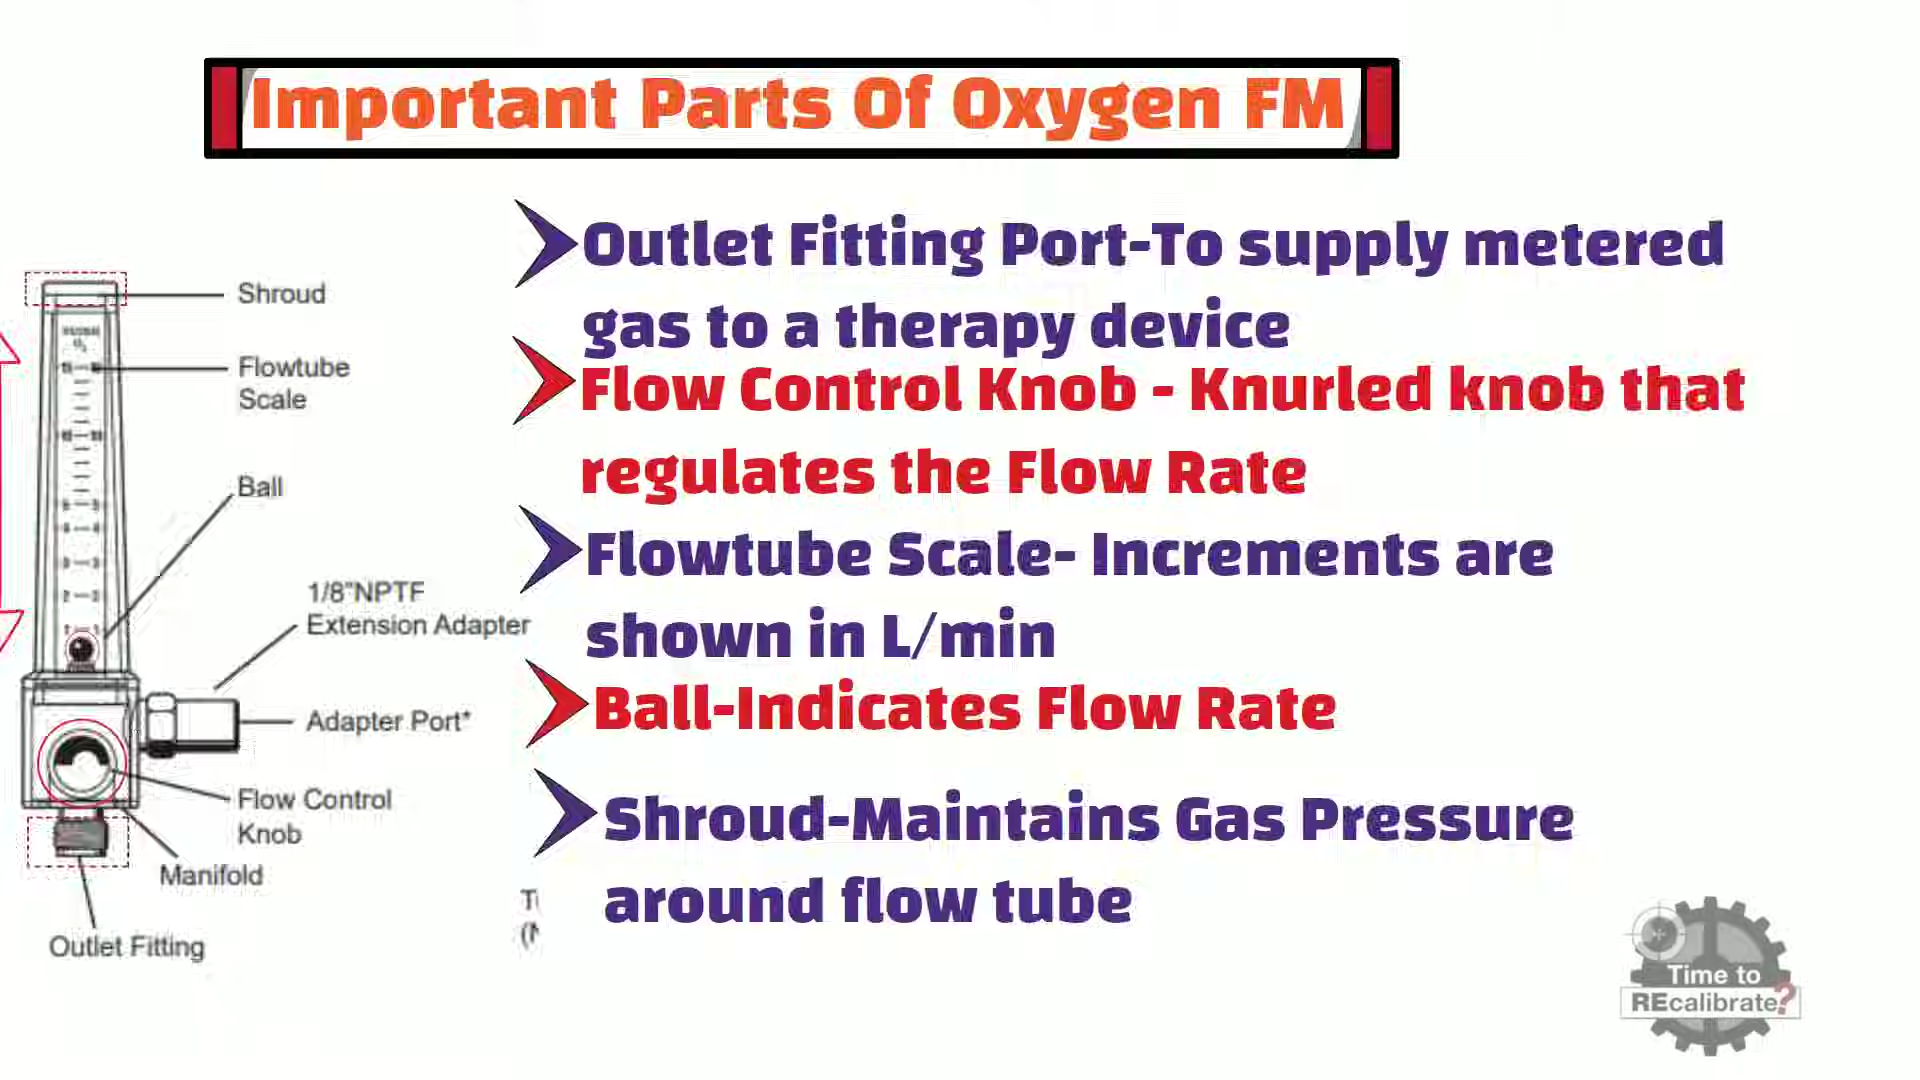 Important Parts Of Oxygen FM
Outlet Fitting Port-To supply metered
gas to a therapy device
Flow Control Knob - Knurled knob that
regulates the Flow Rate
Flowtube Scale- Increments are
shown in L/min
Ball-Indicates Flow Rate
Shroud-Maintains Gas Pressure
around flow tube
Shroud
Flowtube
Scale
Ball
1/8"NPTF
Extension Adapter
Adapter Port*
Flow Control
Knob
Manifold
Outlet Fitting
Time to
REcalibrate?